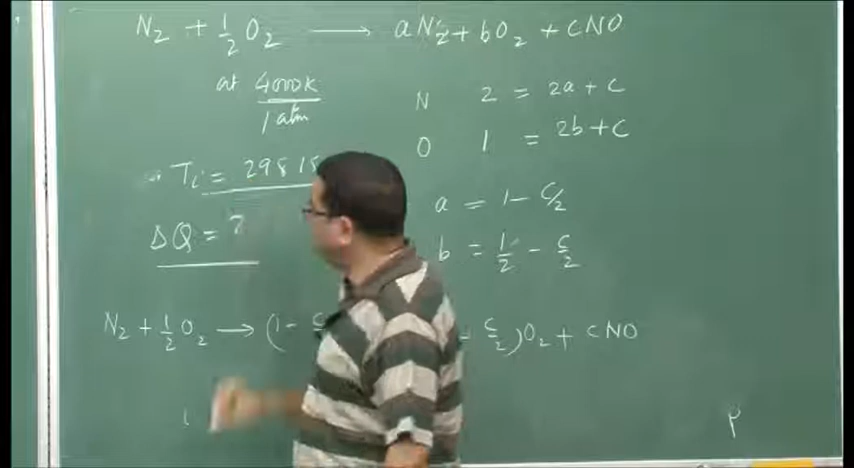 N₂ + 1/2 O₂ → aN₂ + bO₂ + cNO
at 4000K
1 atm
N 2 = 2a + c
O 1 = 2b + c
Tᵢ = 298.15
a = 1 - c/2
ΔQ = ?
b = 1/2 - c/2
N₂ + 1/2 O₂ → (1 - c/2)O₂ + cNO